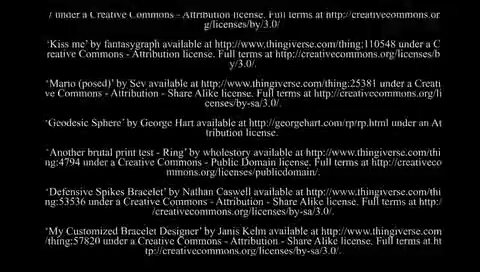 / under a Creative Commons - Attribution license. Full terms at http://creativecommons.or
g/licenses/by/3.0/
‘Kiss me’ by fantasygraph available at http://www.thingiverse.com/thing:110548 under a C
reative Commons - Attribution license. Full terms at http://creativecommons.org/licenses/b
y/3.0/.
‘Mario (posed)’ by Sev available at http://www.thingiverse.com/thing:25381 under a Creati
ve Commons - Attribution - Share Alike license. Full terms at http://creativecommons.org/li
censes/by-sa/3.0/.
‘Geodesic Sphere’ by George Hart available at http://georgehart.com/rp/rp.html under an At
tribution license.
‘Another brutal print test - Ring’ by wholestory available at http://www.thingiverse.com/thi
ng:4794 under a Creative Commons - Public Domain license. Full terms at http://creativeco
mmons.org/licenses/publicdomain/.
‘Defensive Spikes Bracelet’ by Nathan Caswell available at http://www.thingiverse.com/thi
ng:53536 under a Creative Commons - Attribution - Share Alike license. Full terms at http:/
/creativecommons.org/licenses/by-sa/3.0/.
‘My Customized Bracelet Designer’ by Janis Kelm available at http://www.thingiverse.com
/thing:57820 under a Creative Commons - Attribution - Share Alike license. Full terms at ht
tp://creativecommons.org/licenses/by-sa/3.0/.